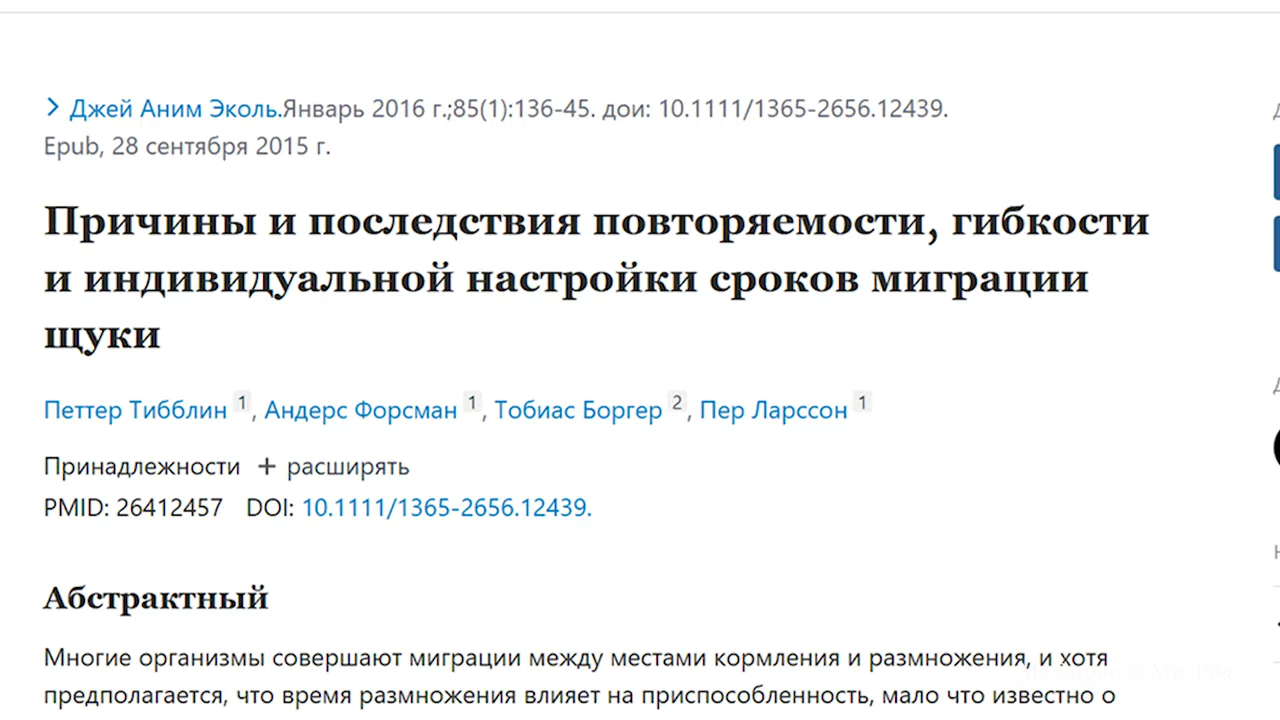 Джей Аним Эколь.Январь 2016 г.;85(1):136-45. дои: 10.1111/1365-2656.12439.
Epub, 28 сентября 2015 г.
Причины и последствия повторяемости, гибкости
и индивидуальной настройки сроков миграции
щуки
Петтер Тибблин 1, Андерс Форсман 1, Тобиас Боргер 2, Пер Ларссон 1
Принадлежности + расширять
PMID: 26412457 DOI: 10.1111/1365-2656.12439.
Абстрактный
Многие организмы совершают миграции между местами кормления и размножения, и хотя
предполагается, что время размножения влияет на приспособленность, мало что известно о